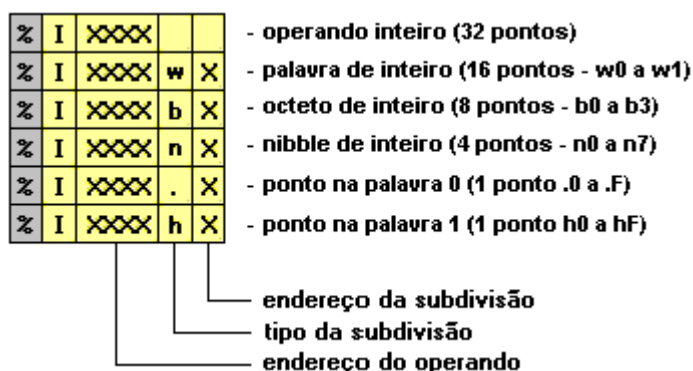 % I XXXX - operando inteiro (32 pontos)
% I XXXX w X - palavra de inteiro (16 pontos - w0 a w1)
% I XXXX b X - octeto de inteiro (8 pontos - b0 a b3)
% I XXXX n X - nibble de inteiro (4 pontos - n0 a n7)
% I XXXX . X - ponto na palavra 0 (1 ponto .0 a .F)
% I XXXX h X - ponto na palavra 1 (1 ponto h0 a hF)
endereço da subdivisão
tipo da subdivisão
endereço do operando